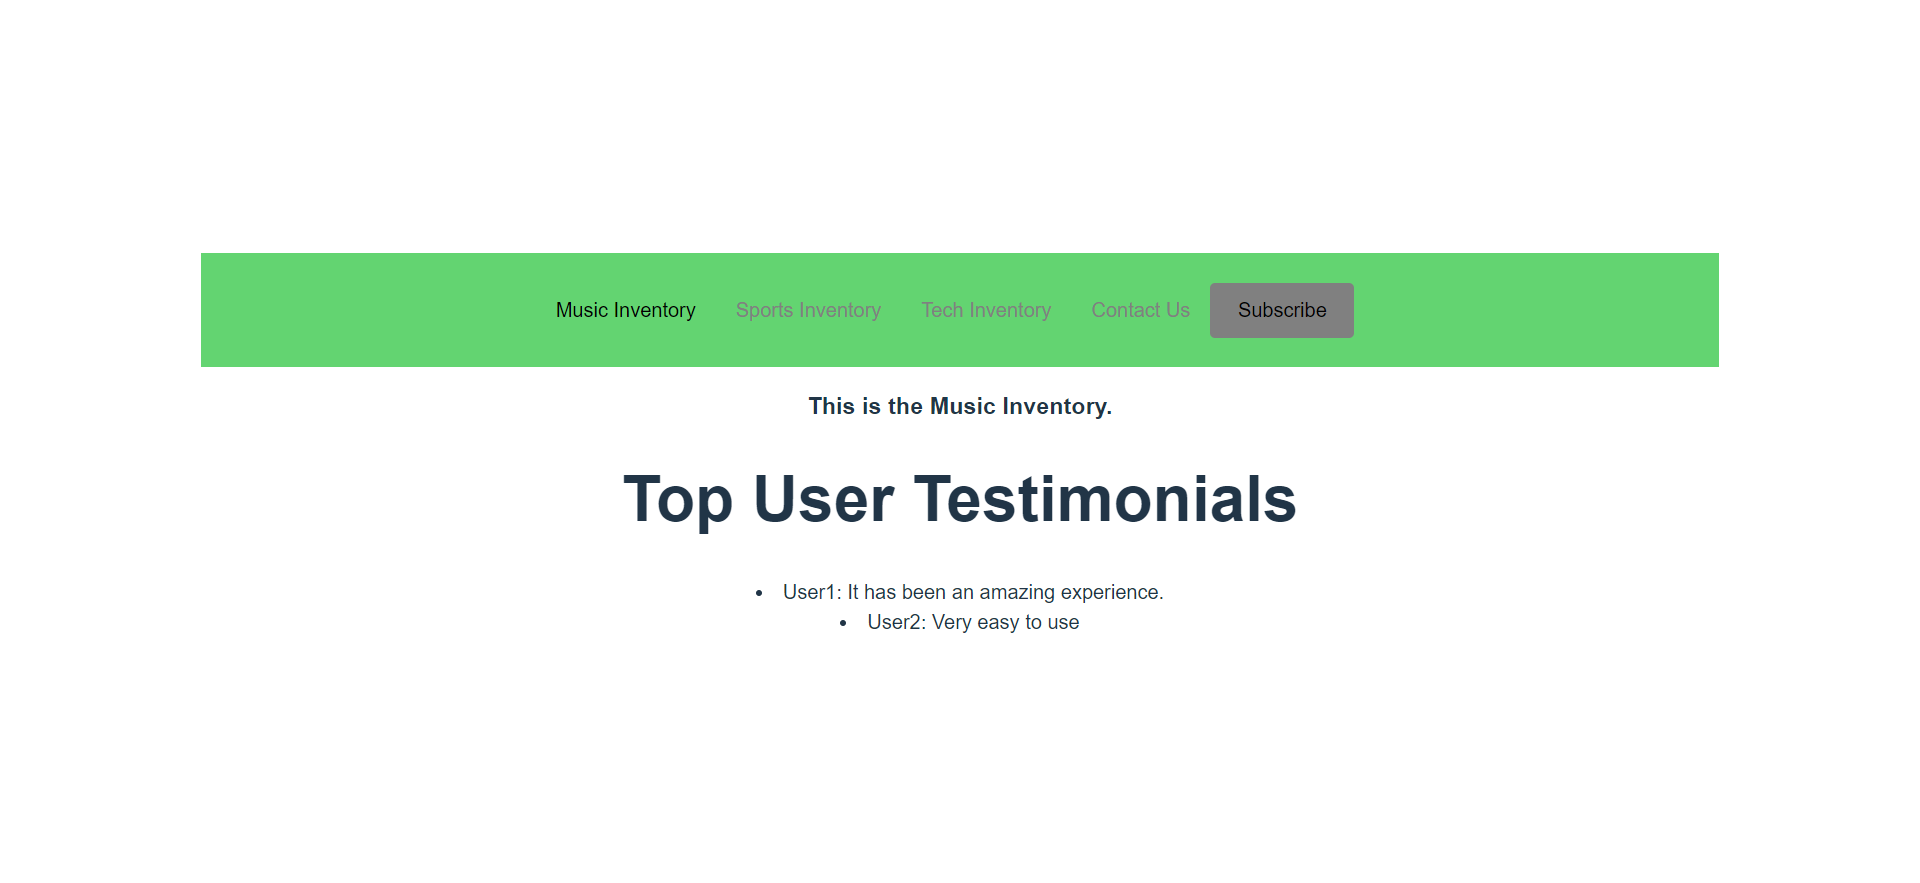 Music Inventory Sports Inventory Tech Inventory Contact Us Subscribe
This is the Music Inventory.
Top User Testimonials
• User1: It has been an amazing experience.
• User2: Very easy to use